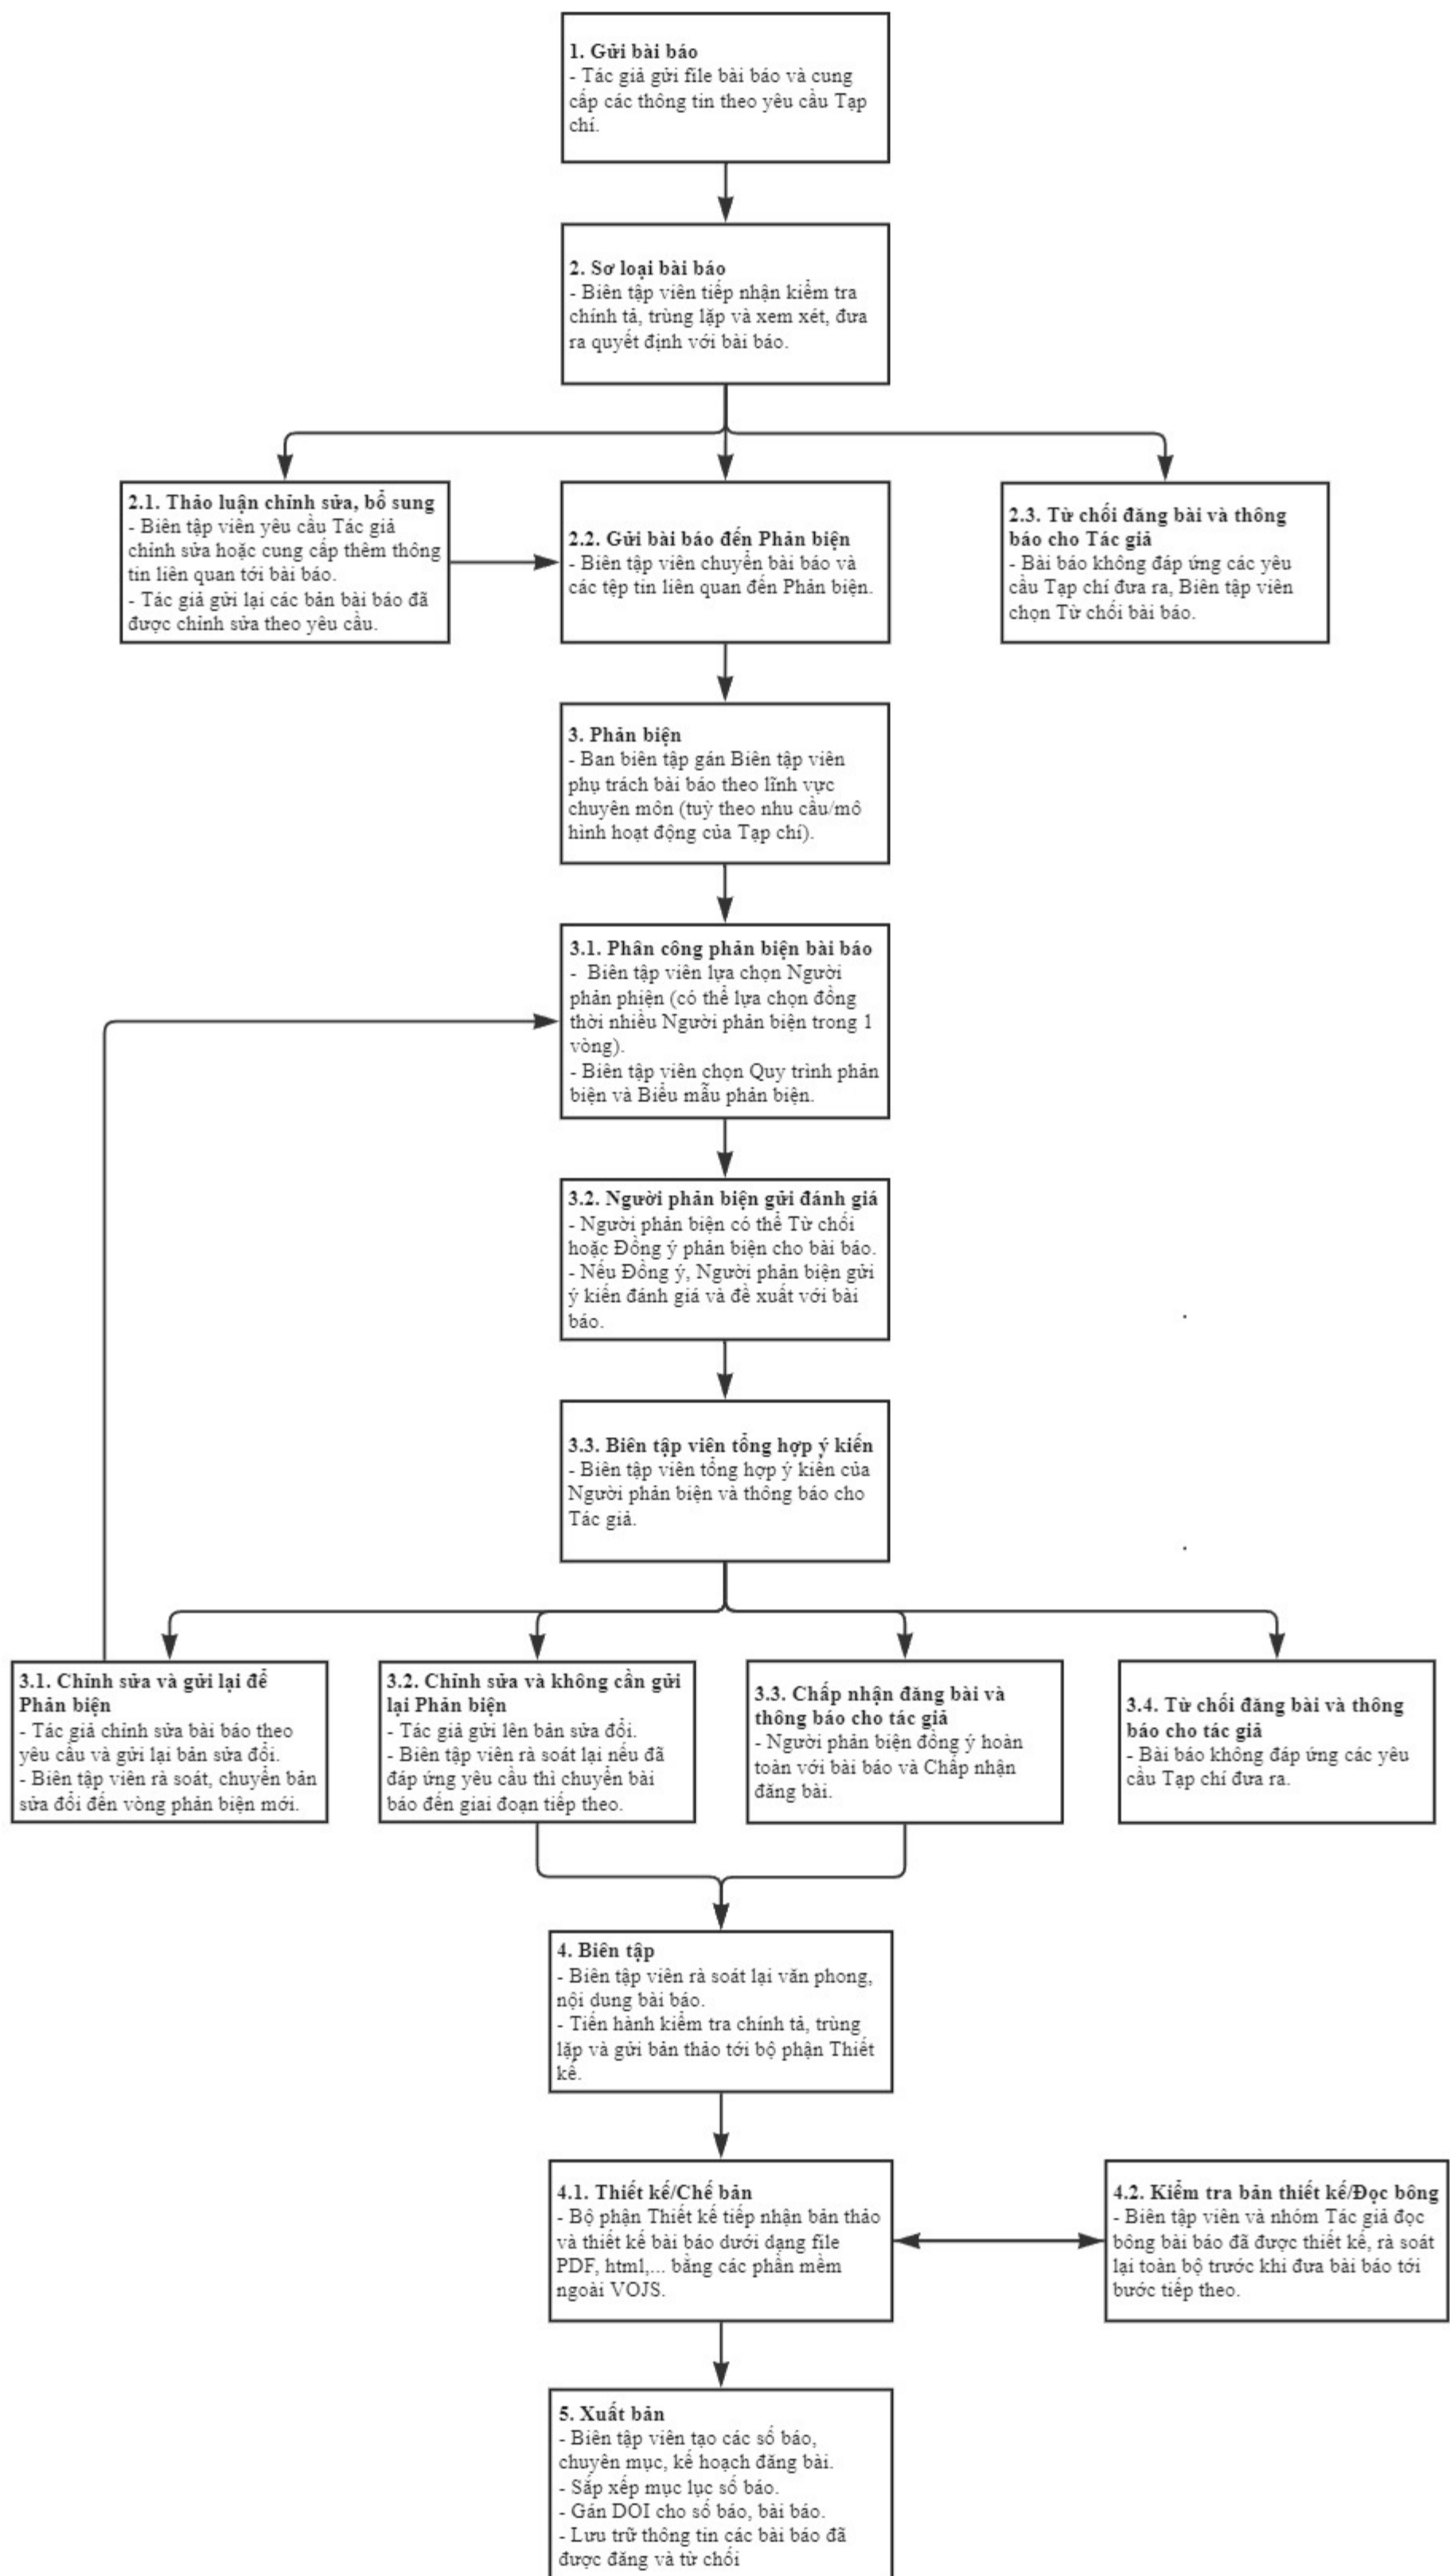 1. Gửi bài báo
- Tác giả gửi file bài báo và cung
cấp các thông tin theo yêu cầu Tạp
chí.
2. Sơ loại bài báo
- Biên tập viên tiếp nhận kiểm tra
chính tả, trùng lặp và xem xét, đưa
ra quyết định với bài báo.
2.1. Thảo luận chỉnh sửa, bổ sung
- Biên tập viên yêu cầu Tác giả
chỉnh sửa hoặc cung cấp thêm thông
tin liên quan tới bài báo.
- Tác giả gửi lại các bản bài báo đã
được chỉnh sửa theo yêu cầu.
2.2. Gửi bài báo đến Phản biện
- Biên tập viên chuyển bài báo và
các tệp tin liên quan đến Phản biện.
2.3. Từ chối đăng bài và thông
báo cho Tác giả
- Bài báo không đáp ứng các yêu
cầu Tạp chí đưa ra, Biên tập viên
chọn Từ chối bài báo.
3. Phản biện
- Ban biên tập gán Biên tập viên
phụ trách bài báo theo lĩnh vực
chuyên môn (tuỳ theo nhu cầu/mô
hình hoạt động của Tạp chí).
3.1. Phân công phản biện bài báo
- Biên tập viên lựa chọn Người
phản phiện (có thể lựa chọn đồng
thời nhiều Người phản biện trong 1
vòng).
- Biên tập viên chọn Quy trình phản
biện và Biểu mẫu phản biện.
3.2. Người phản biện gửi đánh giá
- Người phản biện có thể Từ chối
hoặc Đồng ý phản biện cho bài báo.
- Nếu Đồng ý, Người phản biện gửi
ý kiến đánh giá và đề xuất với bài
báo.
3.3. Biên tập viên tổng hợp ý kiến
- Biên tập viên tổng hợp ý kiến của
Người phản biện và thông báo cho
Tác giả.
3.1. Chỉnh sửa và gửi lại để
Phản biện
- Tác giả chỉnh sửa bài báo theo
yêu cầu và gửi lại bản sửa đổi.
- Biên tập viên rà soát, chuyển bản
sửa đổi đến vòng phản biện mới.
3.2. Chỉnh sửa và không cần gửi
lại Phản biện
- Tác giả gửi lên bản sửa đổi.
- Biên tập viên rà soát lại nếu đã
đáp ứng yêu cầu thì chuyển bài
báo đến giai đoạn tiếp theo.
3.3. Chấp nhận đăng bài và
thông báo cho tác giả
- Người phản biện đồng ý hoàn
toàn với bài báo và Chấp nhận
đăng bài.
3.4. Từ chối đăng bài và thông
báo cho tác giả
- Bài báo không đáp ứng các yêu
cầu Tạp chí đưa ra.
4. Biên tập
- Biên tập viên rà soát lại văn phong,
nội dung bài báo.
- Tiến hành kiểm tra chính tả, trùng
lặp và gửi bản thảo tới bộ phận Thiết
kế.
4.1. Thiết kế/Chế bản
- Bộ phận Thiết kế tiếp nhận bản thảo
và thiết kế bài báo dưới dạng file
PDF, html,... bằng các phần mềm
ngoài VOJS.
4.2. Kiểm tra bản thiết kế/Đọc bông
- Biên tập viên và nhóm Tác giả đọc
bông bài báo đã được thiết kế, rà soát
lại toàn bộ trước khi đưa bài báo tới
bước tiếp theo.
5. Xuất bản
- Biên tập viên tạo các số báo,
chuyên mục, kế hoạch đăng bài.
- Sắp xếp mục lục số báo.
- Gán DOI cho số báo, bài báo.
- Lưu trữ thông tin các bài báo đã
được đăng và từ chối